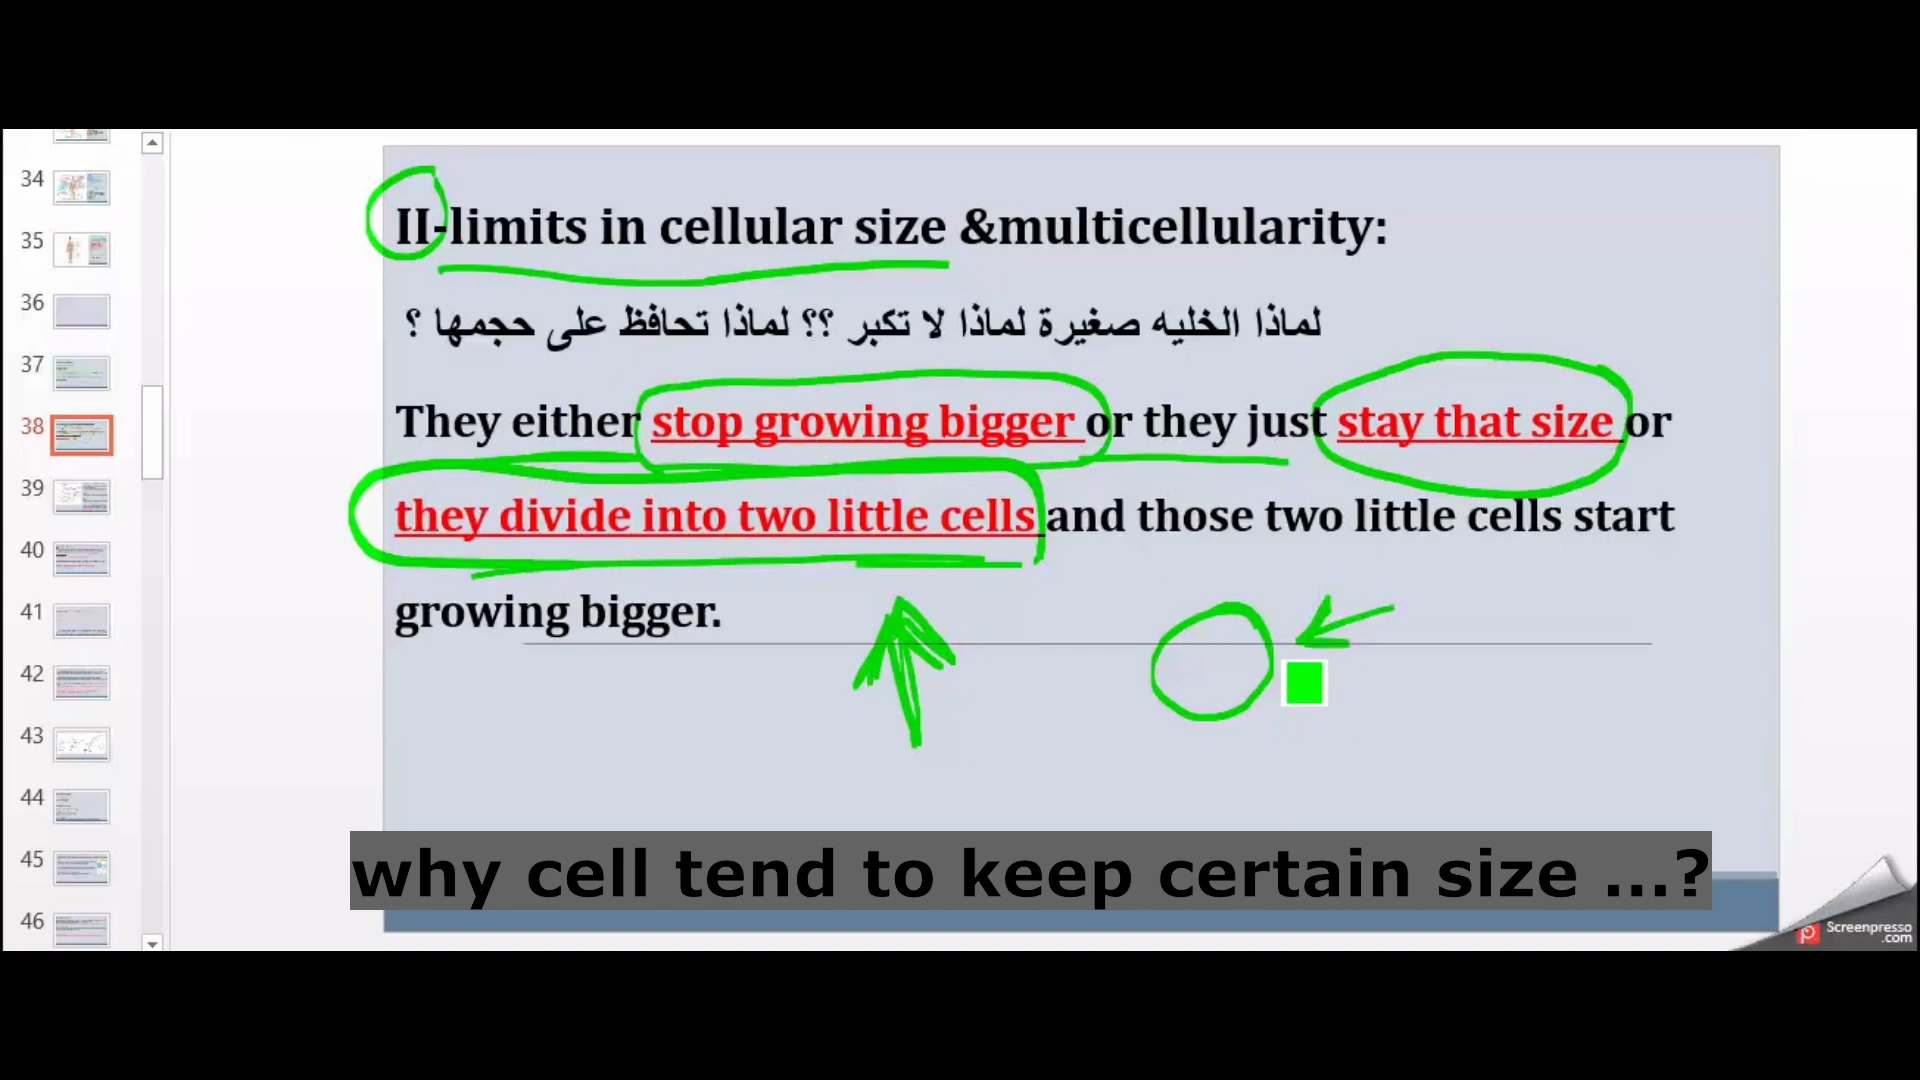 34
35
36
37
38
39
40
41
42
43
44
45
46
II-limits in cellular size &multicellularity:
لماذا الخليه صغيرة لماذا لا تكبر ؟؟ لماذا تحافظ على حجمها ؟
They either stop growing bigger or they just stay that size or
they divide into two little cells and those two little cells start
growing bigger.
why cell tend to keep certain size ...?
Screenpresso
.com